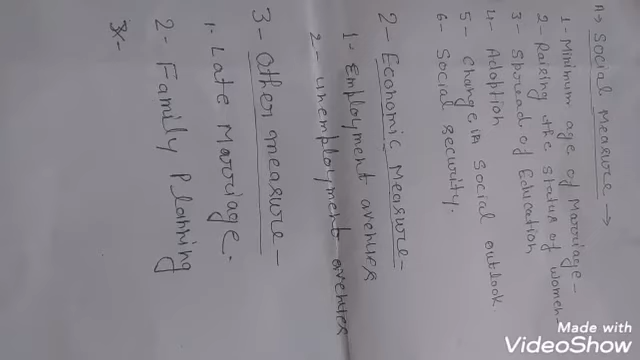 1) Social Measure →
1- Minimum age of Marriage-
2- Raising the status of women-
3- Spread of Education
4- Adoption
5- Change in social outlook.
6- Social security.
2- Economic Measure-
1- Employment avenues
2- unemployment avenues
3- Other measure-
1. Late Marriage.
2- Family Planning
3-
Made with
VideoShow